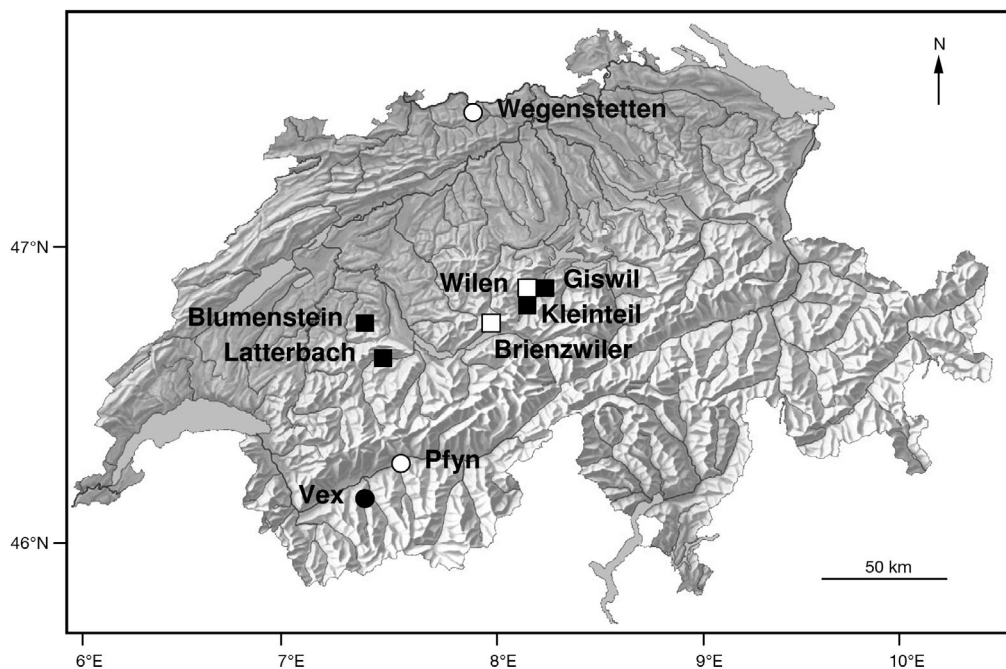 N
Wegenstetten
47°N
Wilen
Giswil
Kleinteil
Blumenstein
Brienzwiler
Latterbach
Pfyn
Vex
46°N
50 km
6°E
7°E
8°E
9°E
10°E